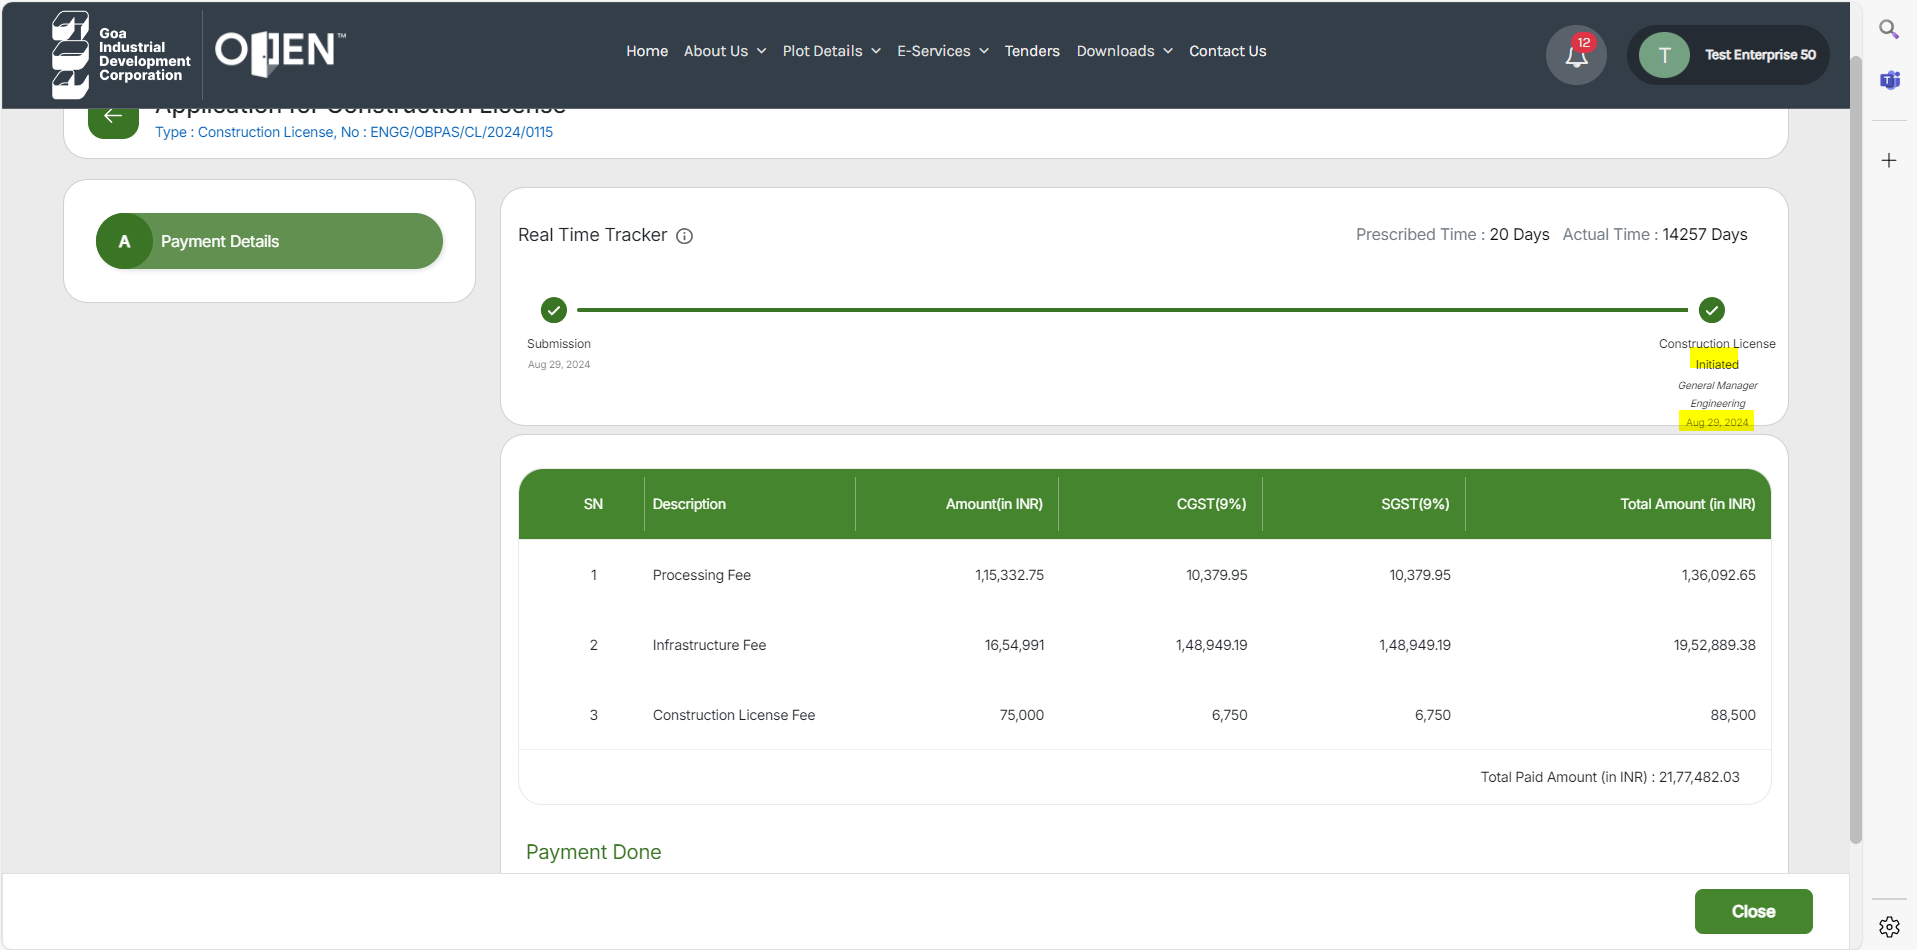 Goa
Industrial
Development
Corporation
OPEN™
Home
About Us
Plot Details
E-Services
Tenders
Downloads
Contact Us
12
T
Test Enterprise 50
Application for Construction License
Type : Construction License, No : ENGG/OBPAS/CL/2024/0115
A
Payment Details
Real Time Tracker
Prescribed Time : 20 Days Actual Time : 14257 Days
Submission
Aug 29, 2024
Construction License
Initiated
General Manager
Engineering
Aug 29, 2024
SN Description Amount(in INR) CGST(9%) SGST(9%) Total Amount (in INR)
1 Processing Fee 1,15,332.75 10,379.95 10,379.95 1,36,092.65
2 Infrastructure Fee 16,54,991 1,48,949.19 1,48,949.19 19,52,889.38
3 Construction License Fee 75,000 6,750 6,750 88,500
Total Paid Amount (in INR) : 21,77,482.03
Payment Done
Close